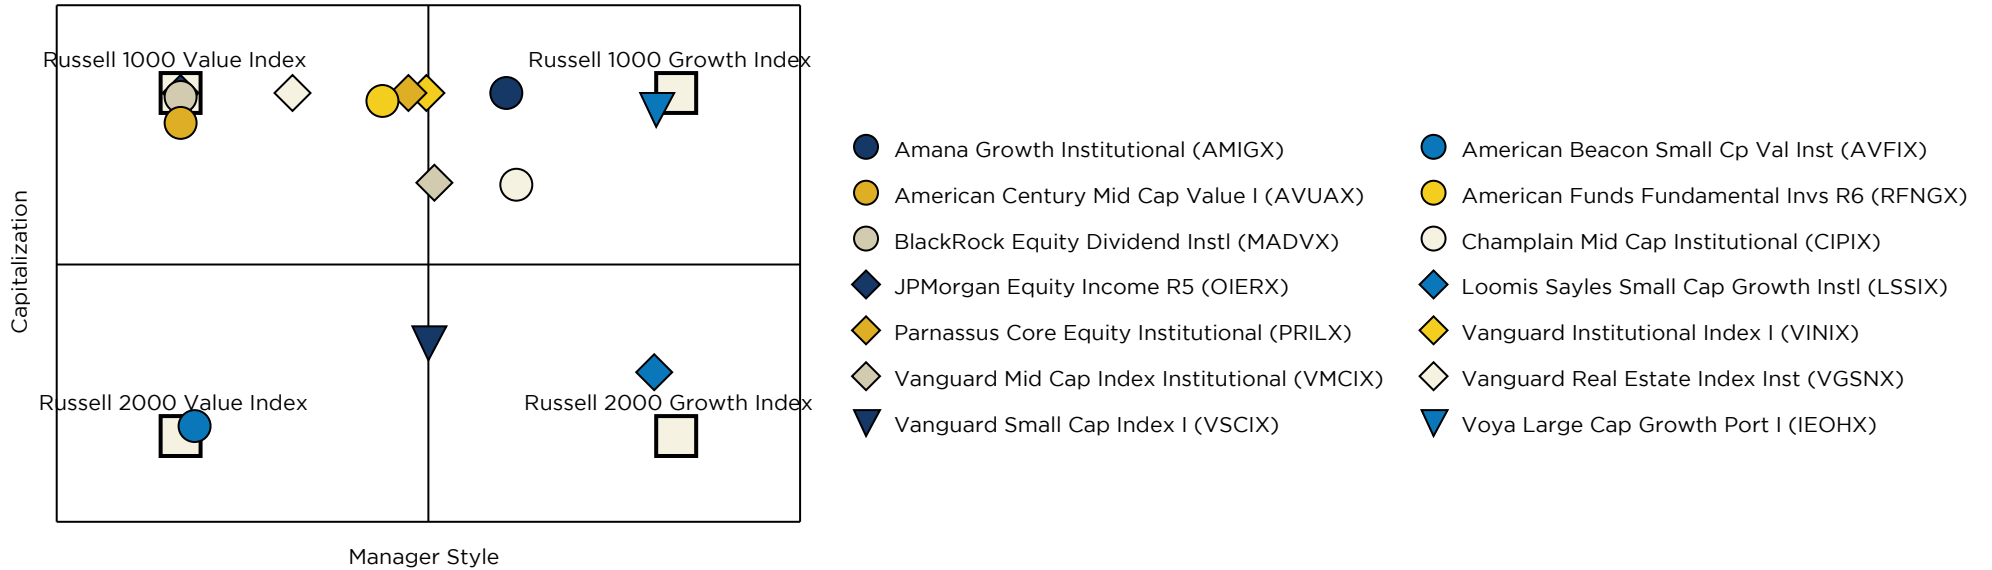 Russell 1000 Value Index
Russell 1000 Growth Index
Capitalization
Russell 2000 Value Index
Russell 2000 Growth Index
Manager Style
Amana Growth Institutional (AMIGX)
American Beacon Small Cp Val Inst (AVFIX)
American Century Mid Cap Value I (AVUAX)
American Funds Fundamental Invs R6 (RFNGX)
BlackRock Equity Dividend Instl (MADVX)
Champlain Mid Cap Institutional (CIPIX)
JPMorgan Equity Income R5 (OIERX)
Loomis Sayles Small Cap Growth Instl (LSSIX)
Parnassus Core Equity Institutional (PRILX)
Vanguard Institutional Index I (VINIX)
Vanguard Mid Cap Index Institutional (VMCIX)
Vanguard Real Estate Index Inst (VGSNX)
Vanguard Small Cap Index I (VSCIX)
Voya Large Cap Growth Port I (IEOHX)